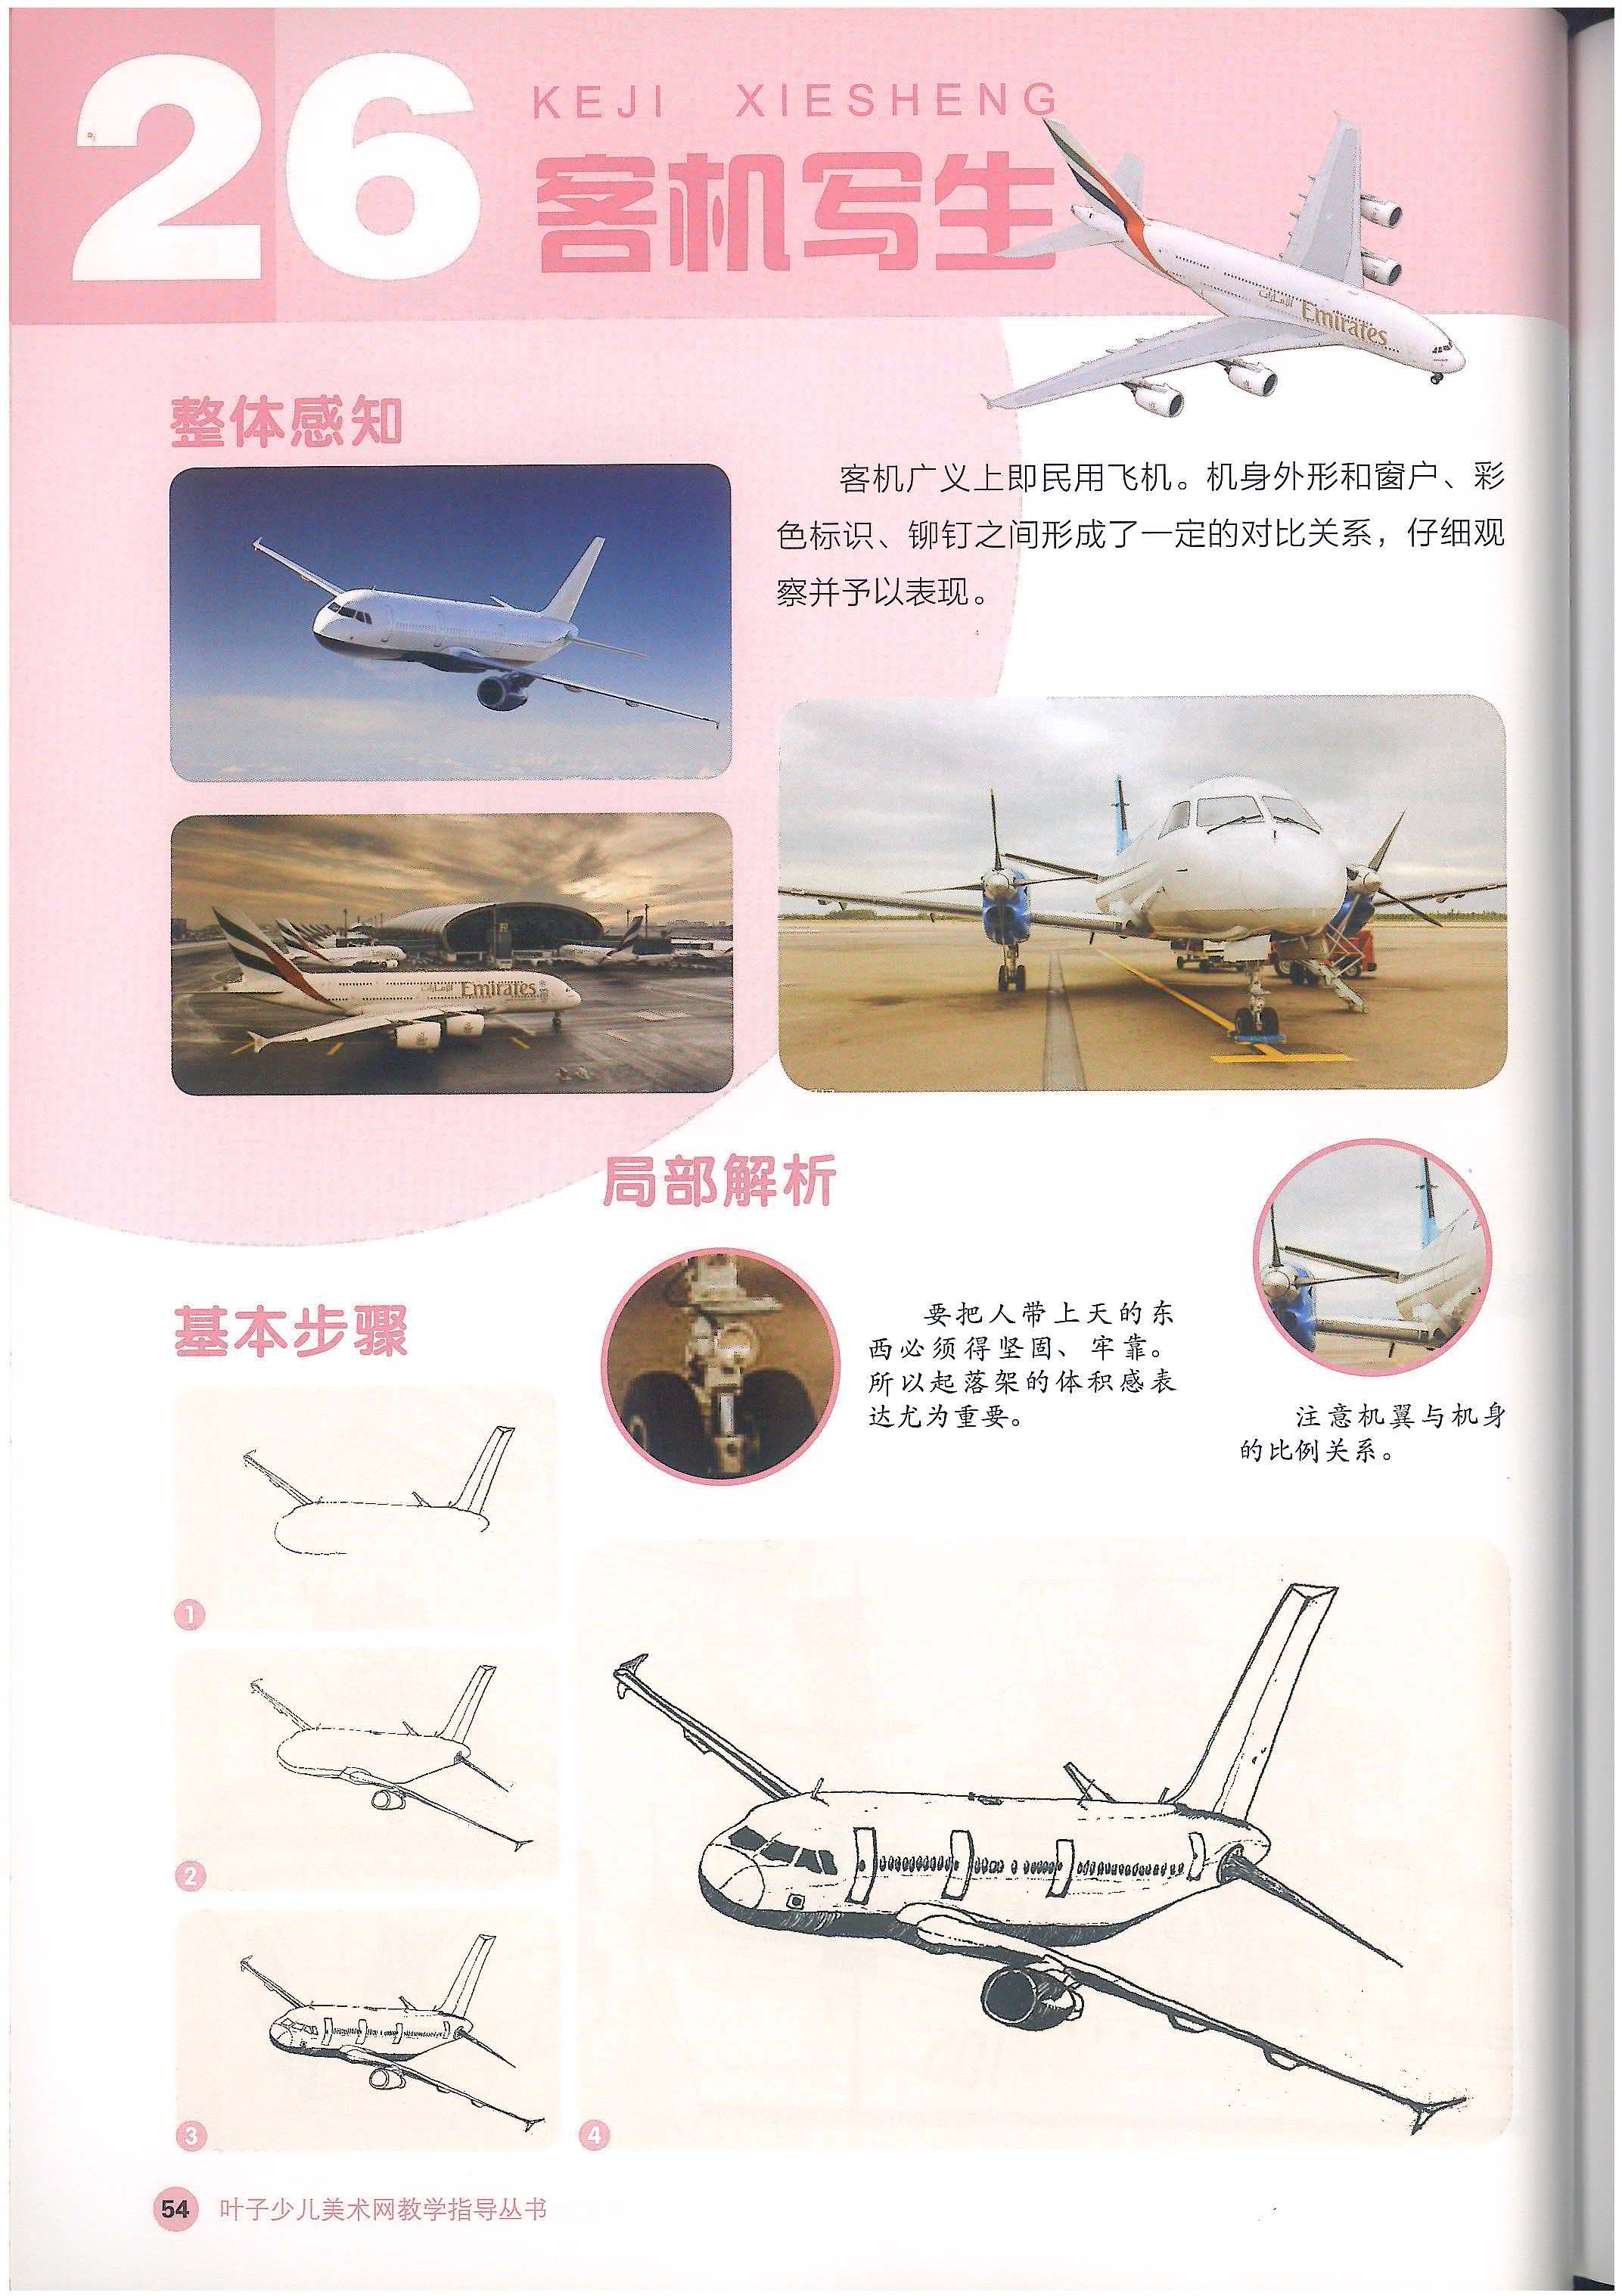 26
KEJI XIESHENG
客机写生
Emirates
整体感知
客机广义上即民用飞机。机身外形和窗户、彩
色标识、铆钉之间形成了一定的对比关系，仔细观
察并予以表现。
Emirates
局部解析
要把人带上天的东
西必须得坚固、牢靠。
所以起落架的体积感表
达尤为重要。
注意机翼与机身
的比例关系。
基本步骤
1
2
3
4
54 叶子少儿美术网教学指导丛书